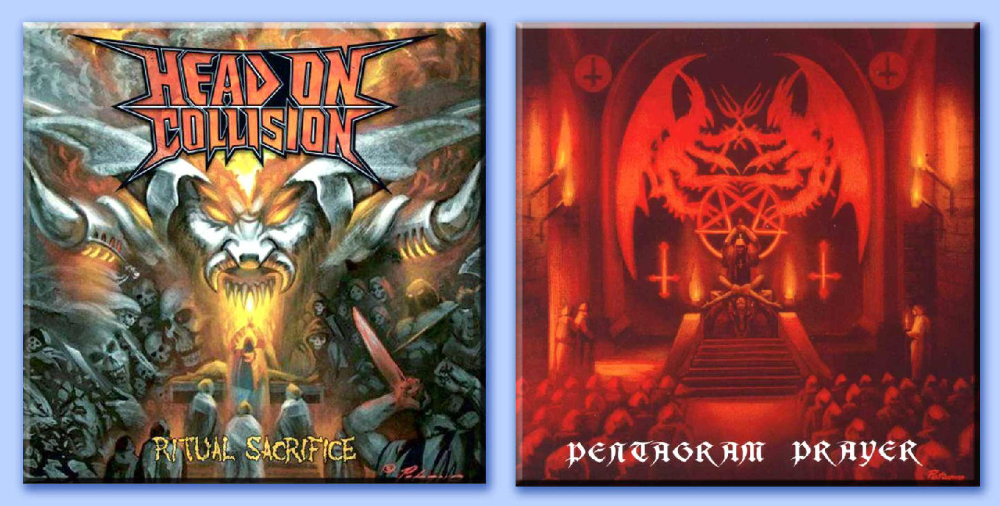 HEAD ON
COLLISION
RITUAL SACRIFICE
PENTAGRAM PRAYER